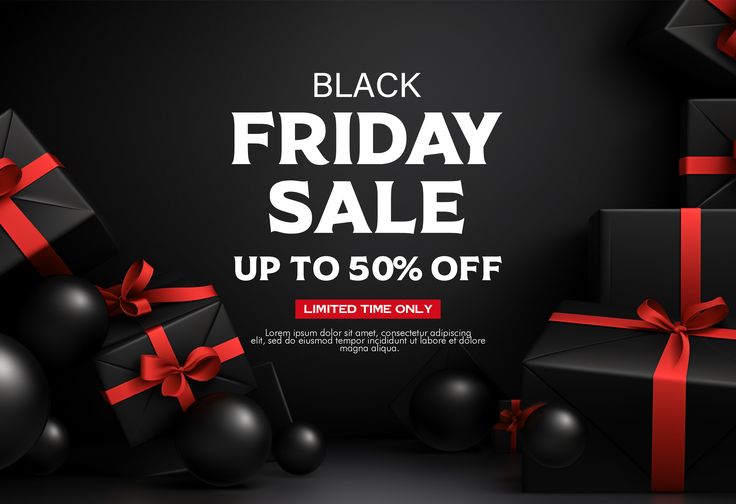 BLACK
FRIDAY
SALE
UP TO 50% OFF
LIMITED TIME ONLY
Lorem ipsum dolor sit amet, consectetur adipiscing
elit, sed do eiusmod tempor incididunt ut labore et dolore
magna aliqua.